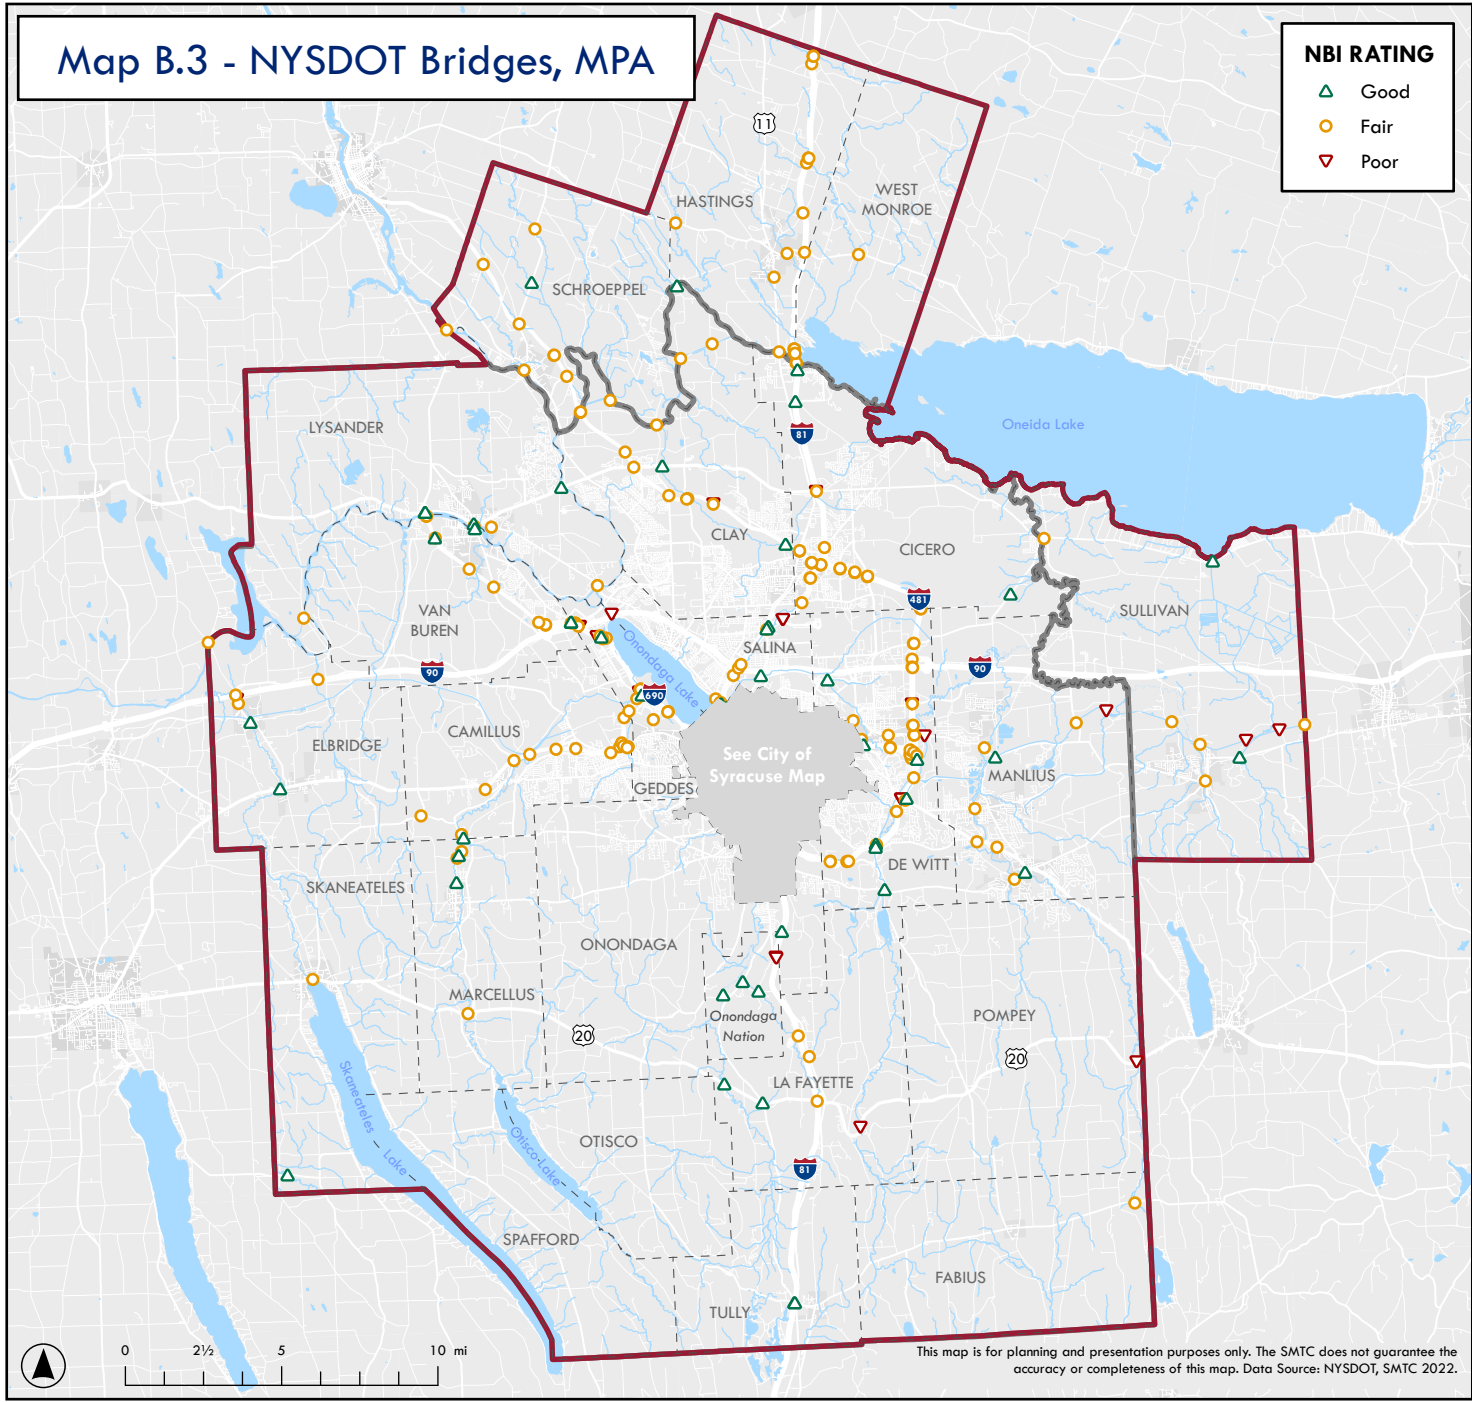 Map B.3 - NYSDOT Bridges, MPA
NBI RATING
Good
Fair
Poor
11
HASTINGS
WEST
MONROE
SCHROEPPEL
LYSANDER
81
Oneida Lake
CLAY
CICERO
481
VAN
BUREN
SULLIVAN
SALINA
Onondaga Lake
90
90
690
ELBRIDGE
CAMILLUS
See City of
Syracuse Map
MANLIUS
GEDDES
DE WITT
SKANEATELES
ONONDAGA
MARCELLUS
Onondaga
Nation
POMPEY
20
20
LA FAYETTE
Skaneateles
Lake
Otisco Lake
OTISCO
81
SPAFFORD
FABIUS
TULLY
0 2½ 5 10 mi
This map is for planning and presentation purposes only. The SMTC does not guarantee the
accuracy or completeness of this map. Data Source: NYSDOT, SMTC 2022.